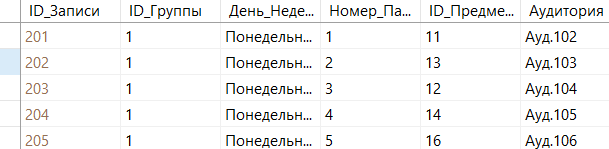 ID_Записи ID_Группы День_Неде... Номер_Па... ID_Предме... Аудитория
201 1 Понедельн... 1 11 Ауд.102
202 1 Понедельн... 2 13 Ауд.103
203 1 Понедельн... 3 12 Ауд.104
204 1 Понедельн... 4 14 Ауд.105
205 1 Понедельн... 5 16 Ауд.106